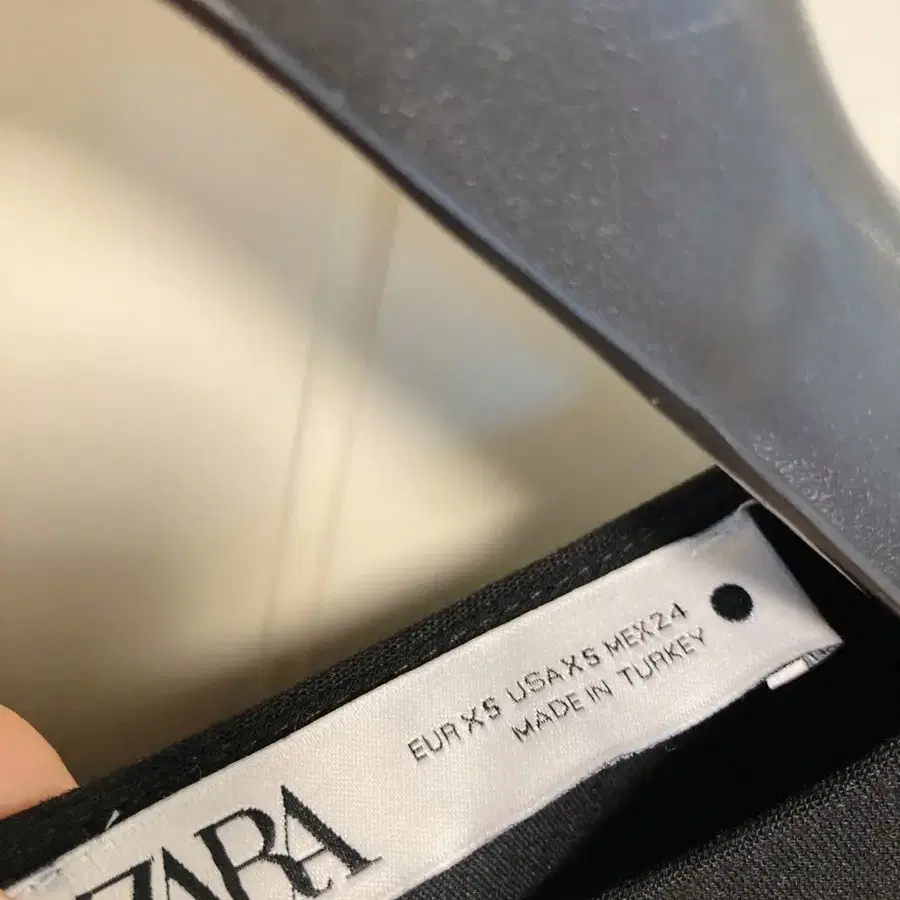 EUR XS USA XS MEX 24
MADE IN TURKEY
ZARA